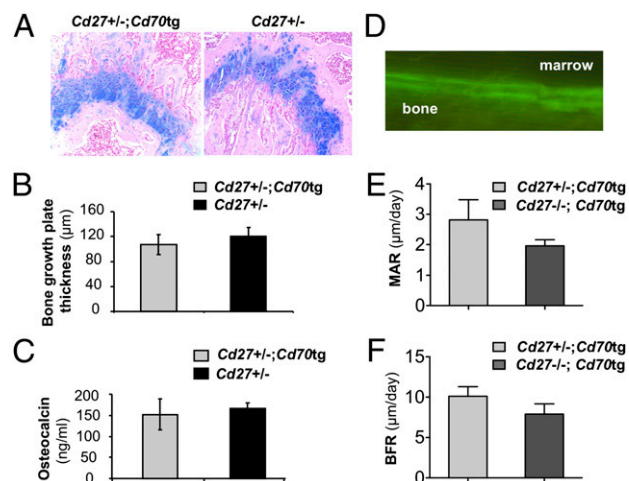 A
Cd27+/-;Cd70tg
Cd27+/-
D
marrow
bone
B
Cd27+/-;Cd70tg
Cd27+/-
Bone growth plate
thickness (µm)
160
120
80
40
0
C
Cd27+/-;Cd70tg
Cd27+/-
Osteocalcin
(ng/ml)
200
150
100
50
0
E
Cd27+/-;Cd70tg
Cd27-/-; Cd70tg
MAR (µm/day)
4
3
2
1
0
F
Cd27+/-;Cd70tg
Cd27-/-; Cd70tg
BFR (µm/day)
15
10
5
0